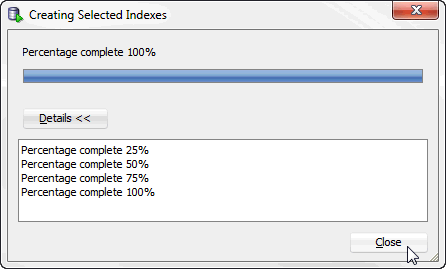 Creating Selected Indexes
Percentage complete 100%
Details <<
Percentage complete 25%
Percentage complete 50%
Percentage complete 75%
Percentage complete 100%
Close